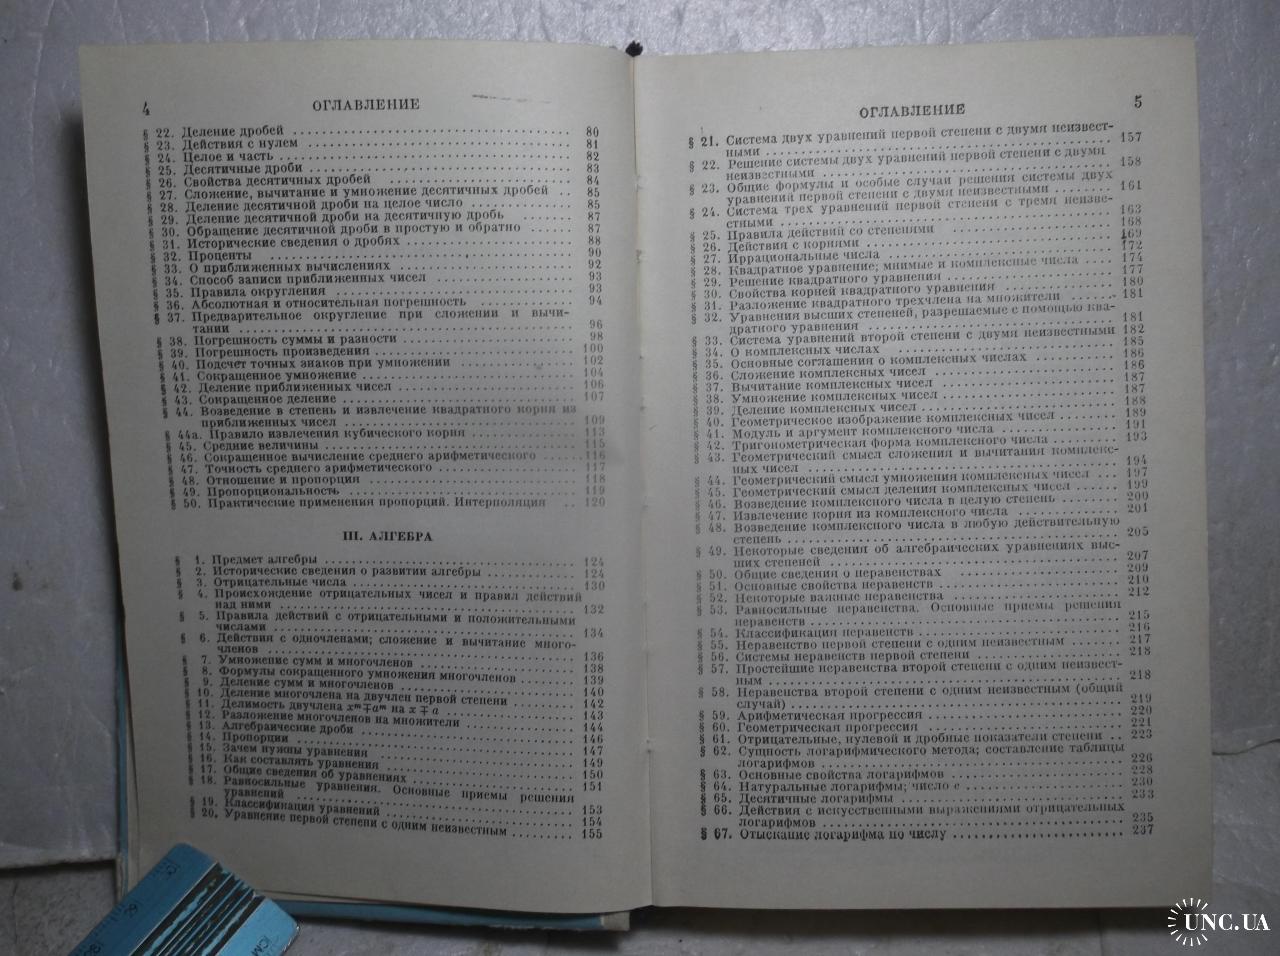 4
ОГЛАВЛЕНИЕ
§ 22. Деление дробей 80
§ 23. Действия с нулем 81
§ 24. Целое и часть 82
§ 25. Десятичные дроби 83
§ 26. Свойства десятичных дробей 84
§ 27. Сложение, вычитание и умножение десятичных дробей 85
§ 28. Деление десятичной дроби на целое число 85
§ 29. Деление десятичной дроби на десятичную дробь 87
§ 30. Обращение десятичной дроби в простую и обратно 87
§ 31. Исторические сведения о дробях 88
§ 32. Проценты 90
§ 33. О приближенных вычислениях 92
§ 34. Способ записи приближенных чисел 93
§ 35. Правила округления 93
§ 36. Абсолютная и относительная погрешность 94
§ 37. Предварительное округление при сложении и вычи-
тании 96
§ 38. Погрешность суммы и разности 98
§ 39. Погрешность произведения 100
§ 40. Подсчет точных знаков при умножении 102
§ 41. Сокращенное умножение 104
§ 42. Деление приближенных чисел 106
§ 43. Сокращенное деление 107
§ 44. Возведение в степень и извлечение квадратного корня из
приближенных чисел 109
§ 44а. Правило извлечения кубического корня 113
§ 45. Средние величины 115
§ 46. Сокращенное вычисление среднего арифметического 116
§ 47. Точность среднего арифметического 117
§ 48. Отношение и пропорция 118
§ 49. Пропорциональность 119
§ 50. Практические применения пропорций. Интерполяция 120
III. АЛГЕБРА
§ 1. Предмет алгебры 124
§ 2. Исторические сведения о развитии алгебры 124
§ 3. Отрицательные числа 130
§ 4. Происхождение отрицательных чисел и правил действий
над ними 132
§ 5. Правила действий с отрицательными и положительными
числами 134
§ 6. Действия с одночленами; сложение и вычитание много-
членов 136
§ 7. Умножение сумм и многочленов 138
§ 8. Формулы сокращенного умножения многочленов 139
§ 9. Деление сумм и многочленов 140
§ 10. Деление многочлена на двучлен первой степени 142
§ 11. Делимость двучлена xᵐ∓aᵐ на x ∓ a 143
§ 12. Разложение многочленов на множители 144
§ 13. Алгебраические дроби 146
§ 14. Пропорции 147
§ 15. Зачем нужны уравнения 149
§ 16. Как составлять уравнения 150
§ 17. Общие сведения об уравнениях 151
§ 18. Равносильные уравнения. Основные приемы решения
уравнений 153
§ 19. Классификация уравнений 154
§ 20. Уравнение первой степени с одним неизвестным 155
ОГЛАВЛЕНИЕ
5
§ 21. Система двух уравнений первой степени с двумя неизвест-
ными 157
§ 22. Решение системы двух уравнений первой степени с двумя
неизвестными 158
§ 23. Общие формулы и особые случаи решения системы двух
уравнений первой степени с двумя неизвестными 161
§ 24. Система трех уравнений первой степени с тремя неизве-
стными 163
§ 25. Правила действий со степенями 168
§ 26. Действия с корнями 169
§ 27. Иррациональные числа 172
§ 28. Квадратное уравнение; мнимые и комплексные числа 174
§ 29. Решение квадратного уравнения 177
§ 30. Свойства корней квадратного уравнения 180
§ 31. Разложение квадратного трехчлена на множители 181
§ 32. Уравнения высших степеней, разрешаемые с помощью ква-
дратного уравнения 181
§ 33. Система уравнений второй степени с двумя неизвестными 182
§ 34. О комплексных числах 185
§ 35. Основные соглашения о комплексных числах 186
§ 36. Сложение комплексных чисел 186
§ 37. Вычитание комплексных чисел 187
§ 38. Умножение комплексных чисел 187
§ 39. Деление комплексных чисел 188
§ 40. Геометрическое изображение комплексных чисел 189
§ 41. Модуль и аргумент комплексного числа 191
§ 42. Тригонометрическая форма комплексного числа 193
§ 43. Геометрический смысл сложения и вычитания комплекс-
ных чисел 194
§ 44. Геометрический смысл умножения комплексных чисел 197
§ 45. Геометрический смысл деления комплексных чисел 199
§ 46. Возведение комплексного числа в целую степень 200
§ 47. Извлечение корня из комплексного числа 201
§ 48. Возведение комплексного числа в любую действительную
степень 205
§ 49. Некоторые сведения об алгебраических уравнениях выс-
ших степеней 207
§ 50. Общие сведения о неравенствах 209
§ 51. Основные свойства неравенств 210
§ 52. Некоторые важные неравенства 212
§ 53. Равносильные неравенства. Основные приемы решения
неравенств 215
§ 54. Классификация неравенств 216
§ 55. Неравенство первой степени с одним неизвестным 217
§ 56. Системы неравенств первой степени 218
§ 57. Простейшие неравенства второй степени с одним неизвест-
ным 218
§ 58. Неравенства второй степени с одним неизвестным (общий
случай) 219
§ 59. Арифметическая прогрессия 220
§ 60. Геометрическая прогрессия 221
§ 61. Отрицательные, нулевой и дробные показатели степени 223
§ 62. Сущность логарифмического метода; составление таблицы
логарифмов 226
§ 63. Основные свойства логарифмов 228
§ 64. Натуральные логарифмы; число e 230
§ 65. Десятичные логарифмы 233
§ 66. Действия с искусственными выражениями отрицательных
логарифмов 235
§ 67. Отыскание логарифма по числу 237
UNC.UA